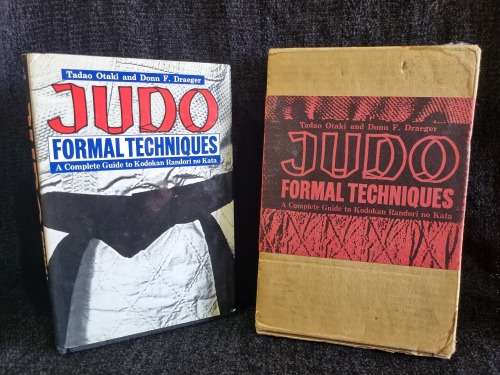 Tadao Otaki and Donn F. Draeger
JUDO
FORMAL TECHNIQUES
A Complete Guide to Kodokan Randori no Kata
Tadao Otaki and Donn F. Draeger
JUDO
FORMAL TECHNIQUES
A Complete Guide to Kodokan Randori no Kata